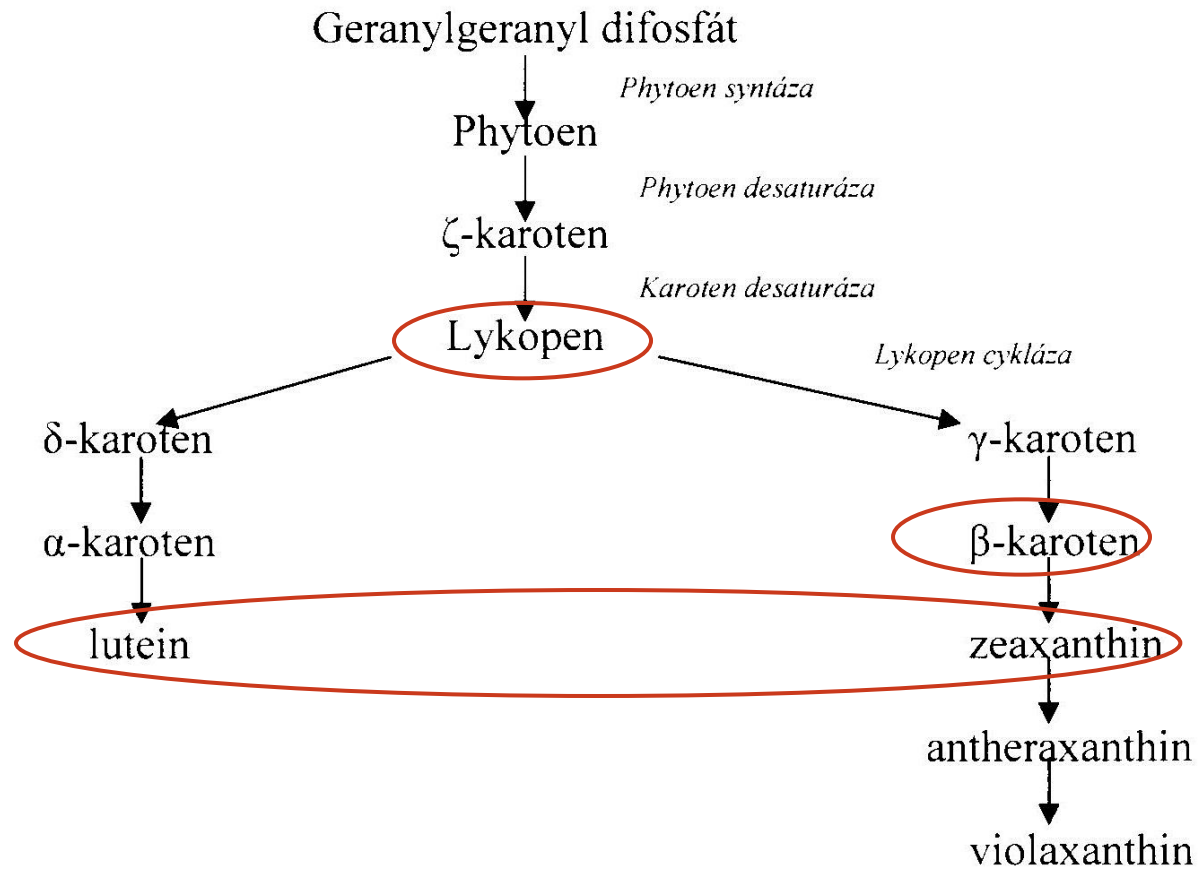 Geranylgeranyl difosfát
Phytoen syntáza
Phytoen
Phytoen desaturáza
ζ-karoten
Karoten desaturáza
Lykopen
Lykopen cykláza
δ-karoten
γ-karoten
α-karoten
β-karoten
lutein
zeaxanthin
antheraxanthin
violaxanthin